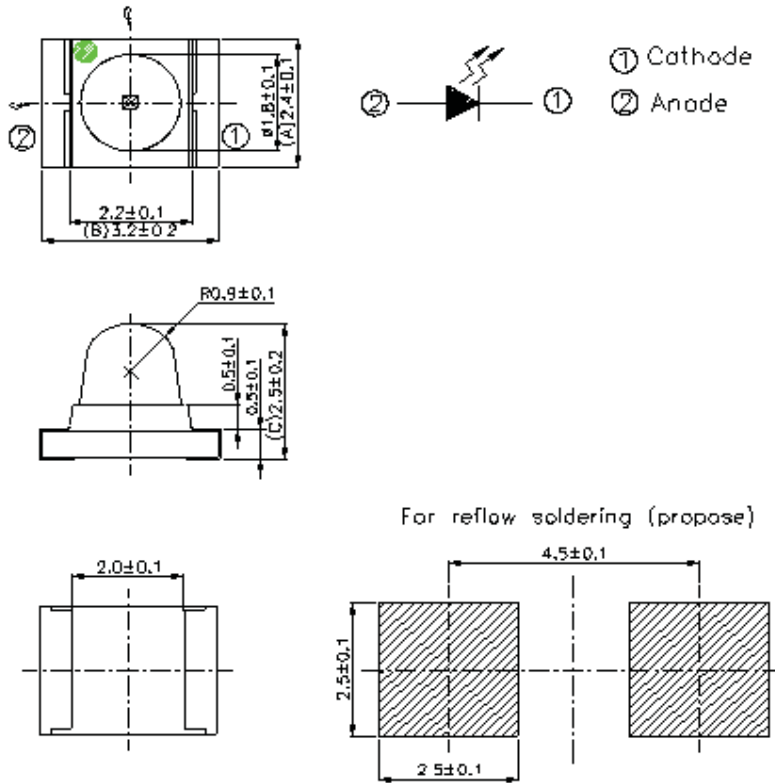 ① Cathode
② Anode
②
①
②
①
ø1.8±0.1
(A)2.4±0.1
2.2±0.1
(B)3.2±0.2
R0.9±0.1
0.5±0.1
0.5±0.1
(C)2.5±0.2
For reflow soldering (propose)
2.0±0.1
4.5±0.1
2.5±0.1
2.5±0.1